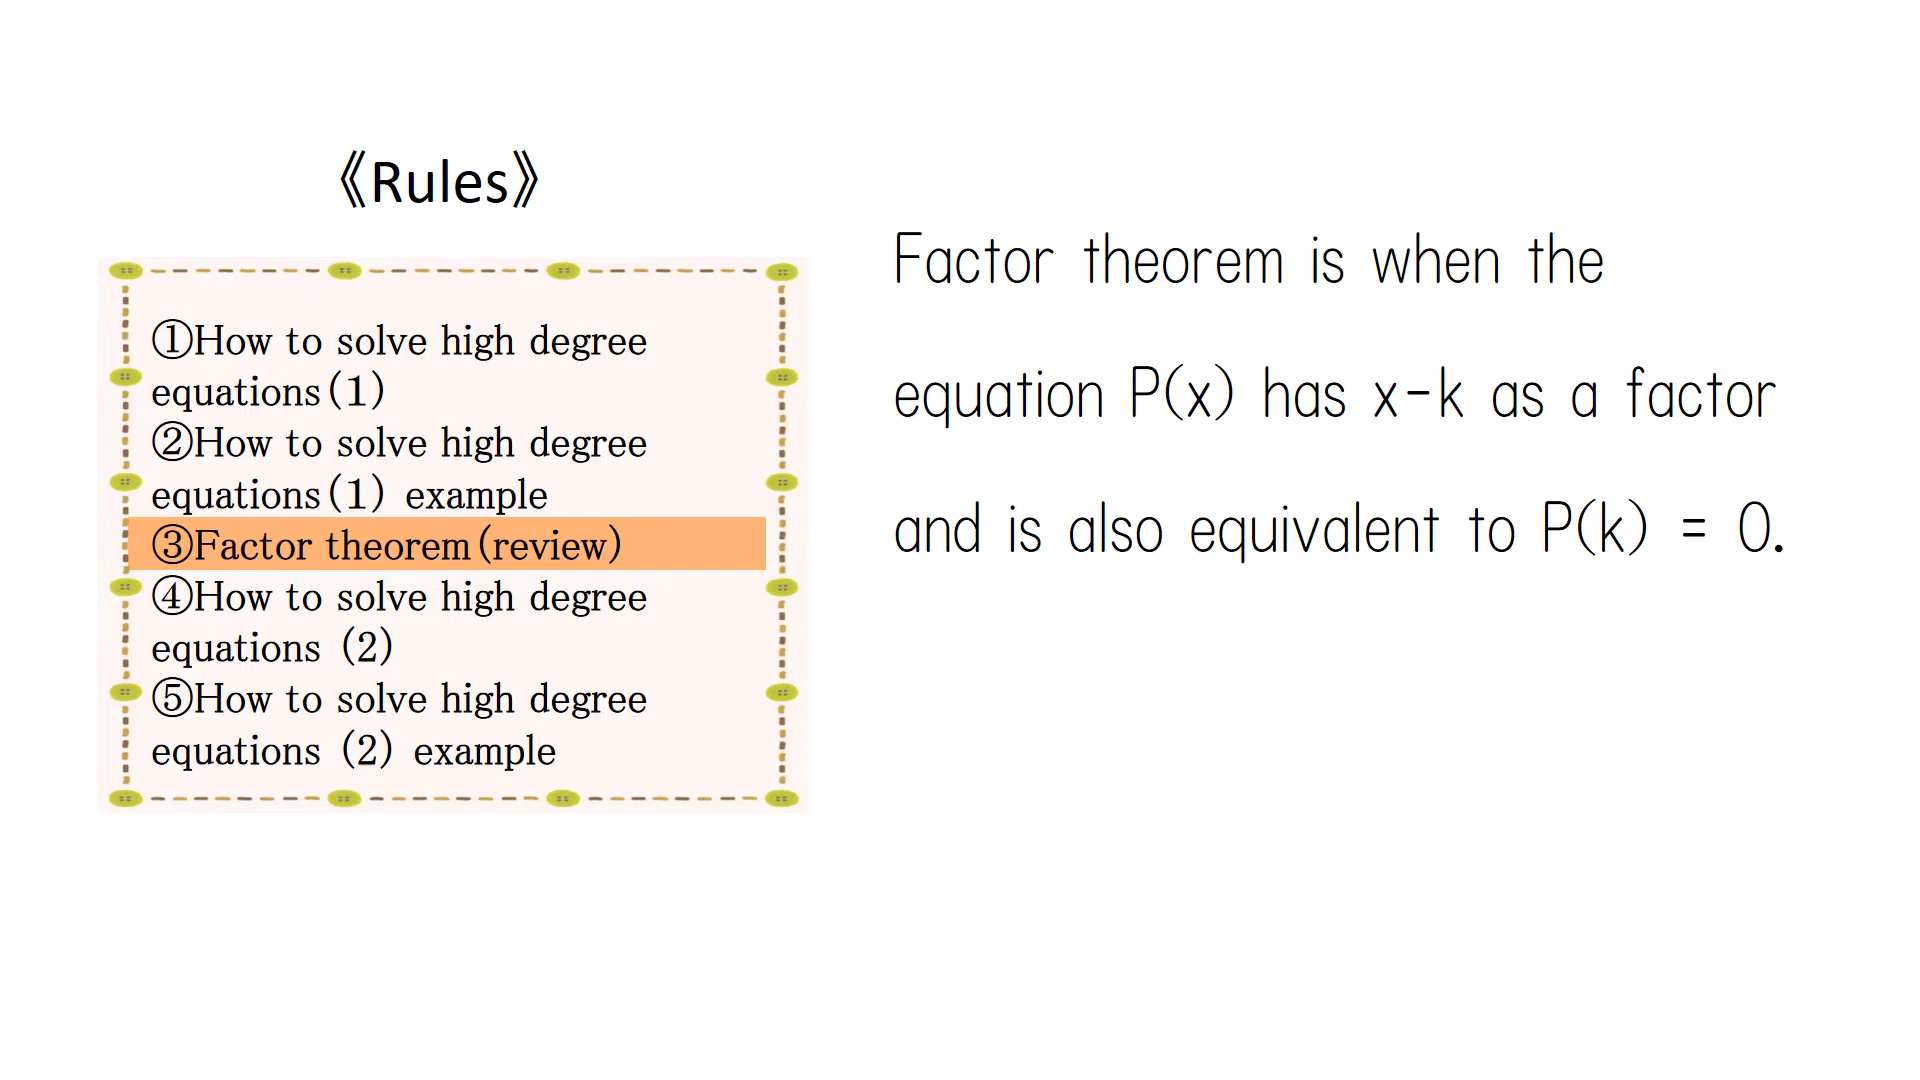 《Rules》
①How to solve high degree
equations(1)
②How to solve high degree
equations(1) example
③Factor theorem(review)
④How to solve high degree
equations (2)
⑤How to solve high degree
equations (2) example
Factor theorem is when the
equation P(x) has x-k as a factor
and is also equivalent to P(k) = 0.